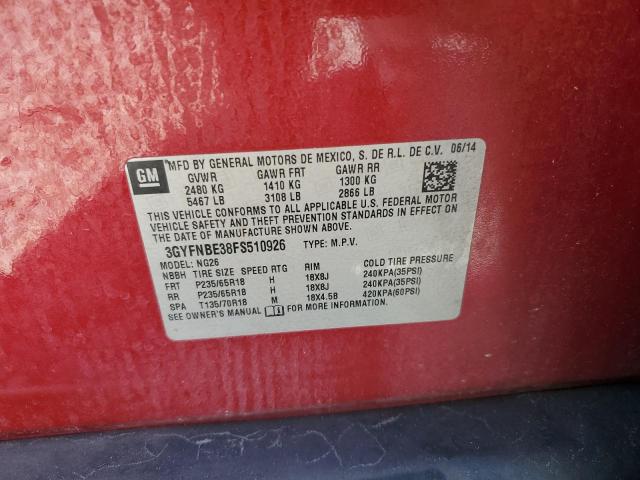 GM
MFD BY GENERAL MOTORS DE MEXICO, S. DE R.L. DE C.V. 06/14
GVWR GAWR FRT GAWR RR
2480 KG 1410 KG 1300 KG
5467 LB 3108 LB 2866 LB
THIS VEHICLE CONFORMS TO ALL APPLICABLE U.S. FEDERAL MOTOR
VEHICLE SAFETY AND THEFT PREVENTION STANDARDS IN EFFECT ON
THE DATE OF MANUFACTURE SHOWN ABOVE.
3GYFNBE38FS510926 TYPE: M.P.V.
MODEL: NG26
NBBH TIRE SIZE SPEED RTG RIM COLD TIRE PRESSURE
FRT P235/65R18 H 18X8J 240KPA(35PSI)
RR P235/65R18 H 18X8J 240KPA(35PSI)
SPA T135/70R18 18X4.5B 420KPA(60PSI)
SEE OWNER'S MANUAL FOR MORE INFORMATION.